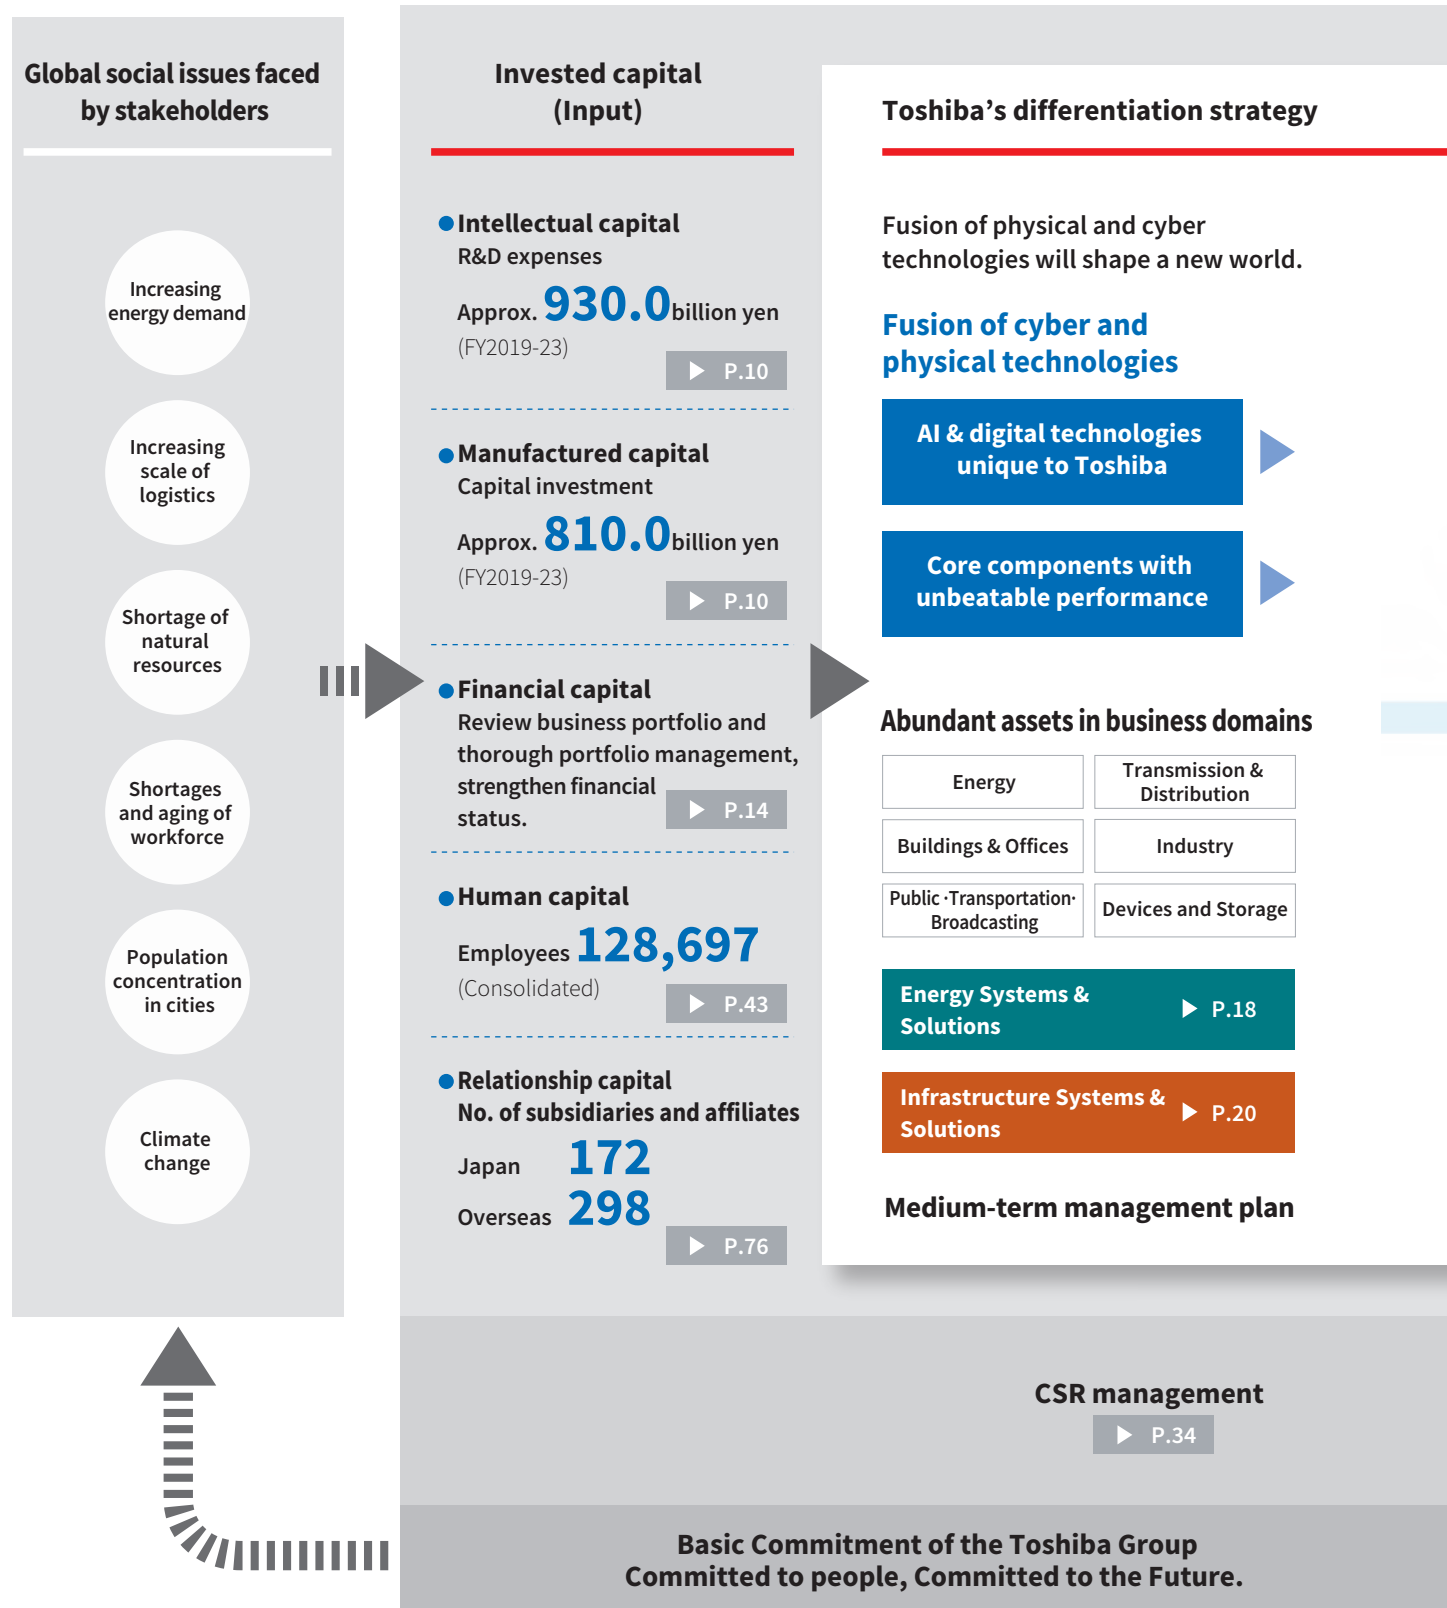 Global social issues faced
by stakeholders
Increasing
energy demand
Increasing
scale of
logistics
Shortage of
natural
resources
Shortages
and aging of
workforce
Population
concentration
in cities
Climate
change
Invested capital
(Input)
Intellectual capital
R&D expenses
Approx. 930.0 billion yen
(FY2019-23)
P.10
Manufactured capital
Capital investment
Approx. 810.0 billion yen
(FY2019-23)
P.10
Financial capital
Review business portfolio and
thorough portfolio management,
strengthen financial
status.
P.14
Human capital
Employees 128,697
(Consolidated)
P.43
Relationship capital
No. of subsidiaries and affiliates
Japan 172
Overseas 298
P.76
Toshiba’s differentiation strategy
Fusion of physical and cyber
technologies will shape a new world.
Fusion of cyber and
physical technologies
AI & digital technologies
unique to Toshiba
Core components with
unbeatable performance
Abundant assets in business domains
Energy
Transmission &
Distribution
Buildings & Offices
Industry
Public ·Transportation·
Broadcasting
Devices and Storage
Energy Systems &
Solutions
P.18
Infrastructure Systems &
Solutions
P.20
Medium-term management plan
CSR management
P.34
Basic Commitment of the Toshiba Group
Committed to people, Committed to the Future.